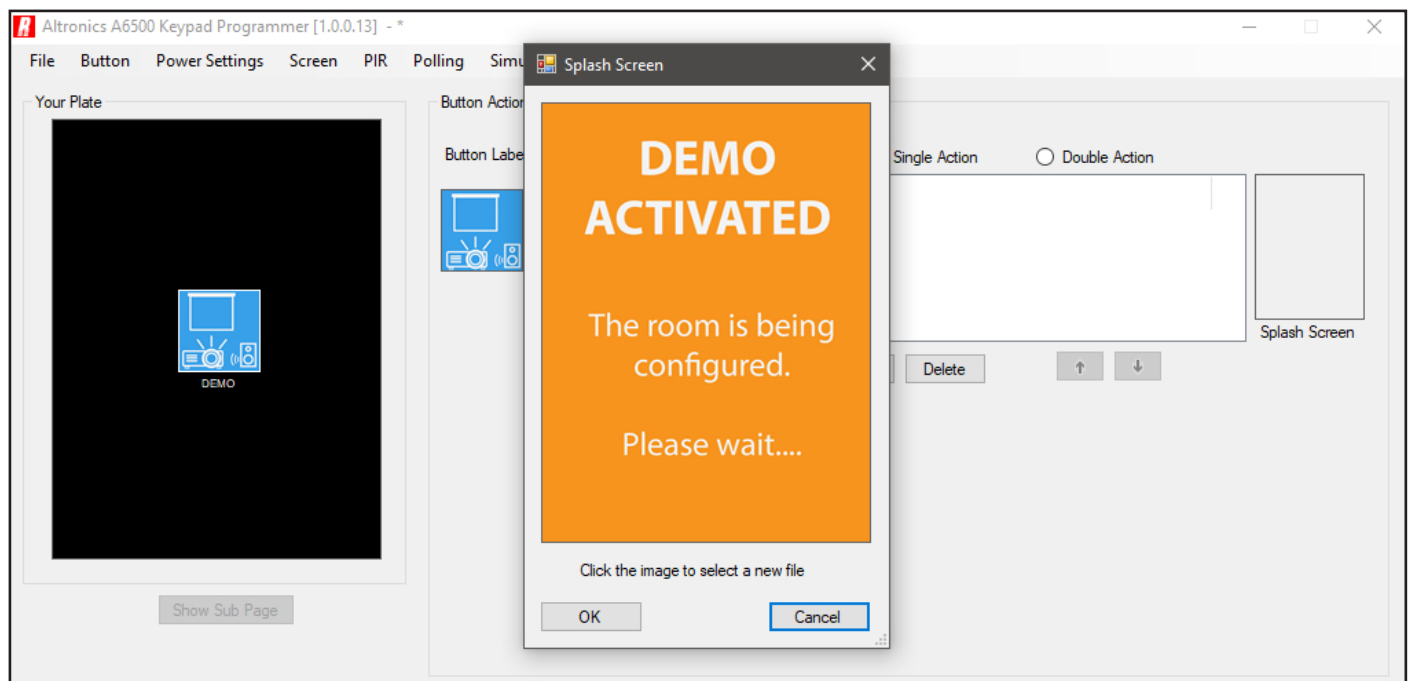 Altronics A6500 Keypad Programmer [1.0.0.13] - *
File Button Power Settings Screen PIR Polling Simu
Splash Screen
Your Plate
DEMO
Show Sub Page
Button Action
Button Labe
Single Action
Double Action
Splash Screen
Delete
DEMO
ACTIVATED
The room is being
configured.
Please wait....
Click the image to select a new file
OK
Cancel